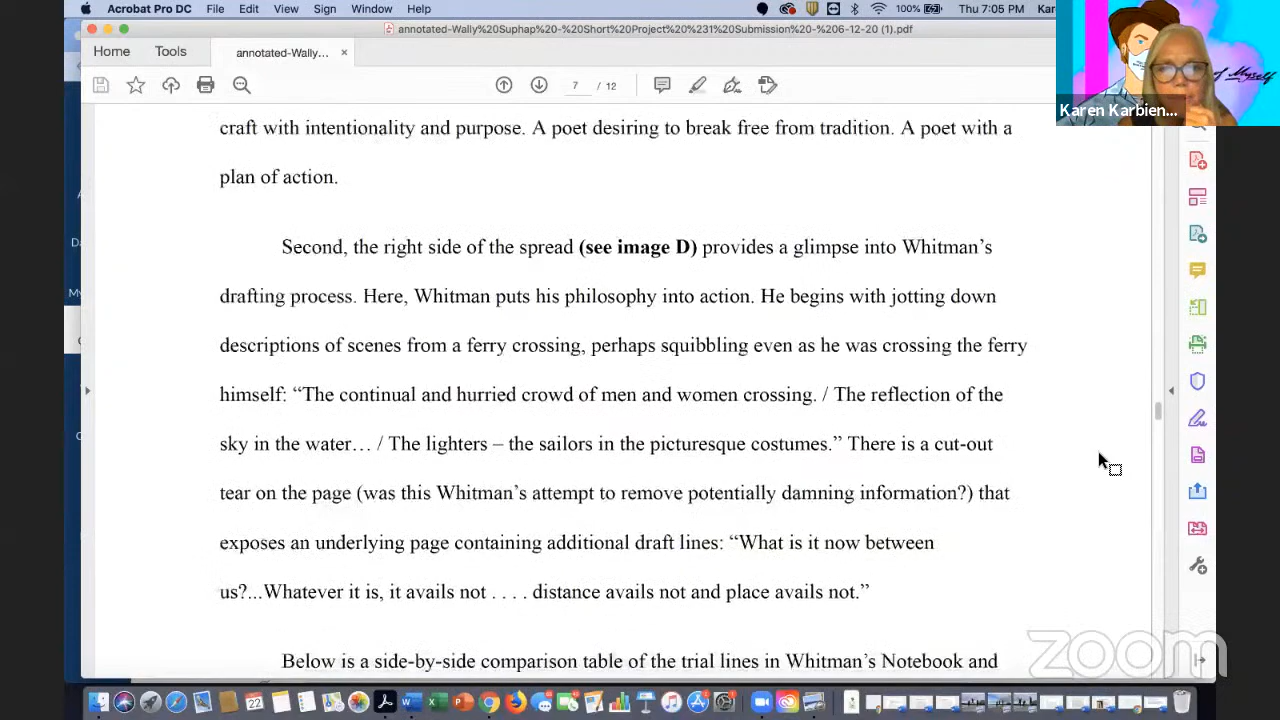 Acrobat Pro DC File Edit View Sign Window Help 100% Thu 7:05 PM Kar
annotated-Wally%20Suphap%20-%20Short%20Project%20%231%20Submission%20-%206-12-20 (1).pdf
Home Tools annotated-Wally... ×
7 / 12
Karen Karbien...
of Myself
craft with intentionality and purpose. A poet desiring to break free from tradition. A poet with a
plan of action.
Second, the right side of the spread (see image D) provides a glimpse into Whitman’s
drafting process. Here, Whitman puts his philosophy into action. He begins with jotting down
descriptions of scenes from a ferry crossing, perhaps squibbling even as he was crossing the ferry
himself: “The continual and hurried crowd of men and women crossing. / The reflection of the
sky in the water… / The lighters – the sailors in the picturesque costumes.” There is a cut-out
tear on the page (was this Whitman’s attempt to remove potentially damning information?) that
exposes an underlying page containing additional draft lines: “What is it now between
us?...Whatever it is, it avails not . . . . distance avails not and place avails not.”
Below is a side-by-side comparison table of the trial lines in Whitman’s Notebook and
zoom